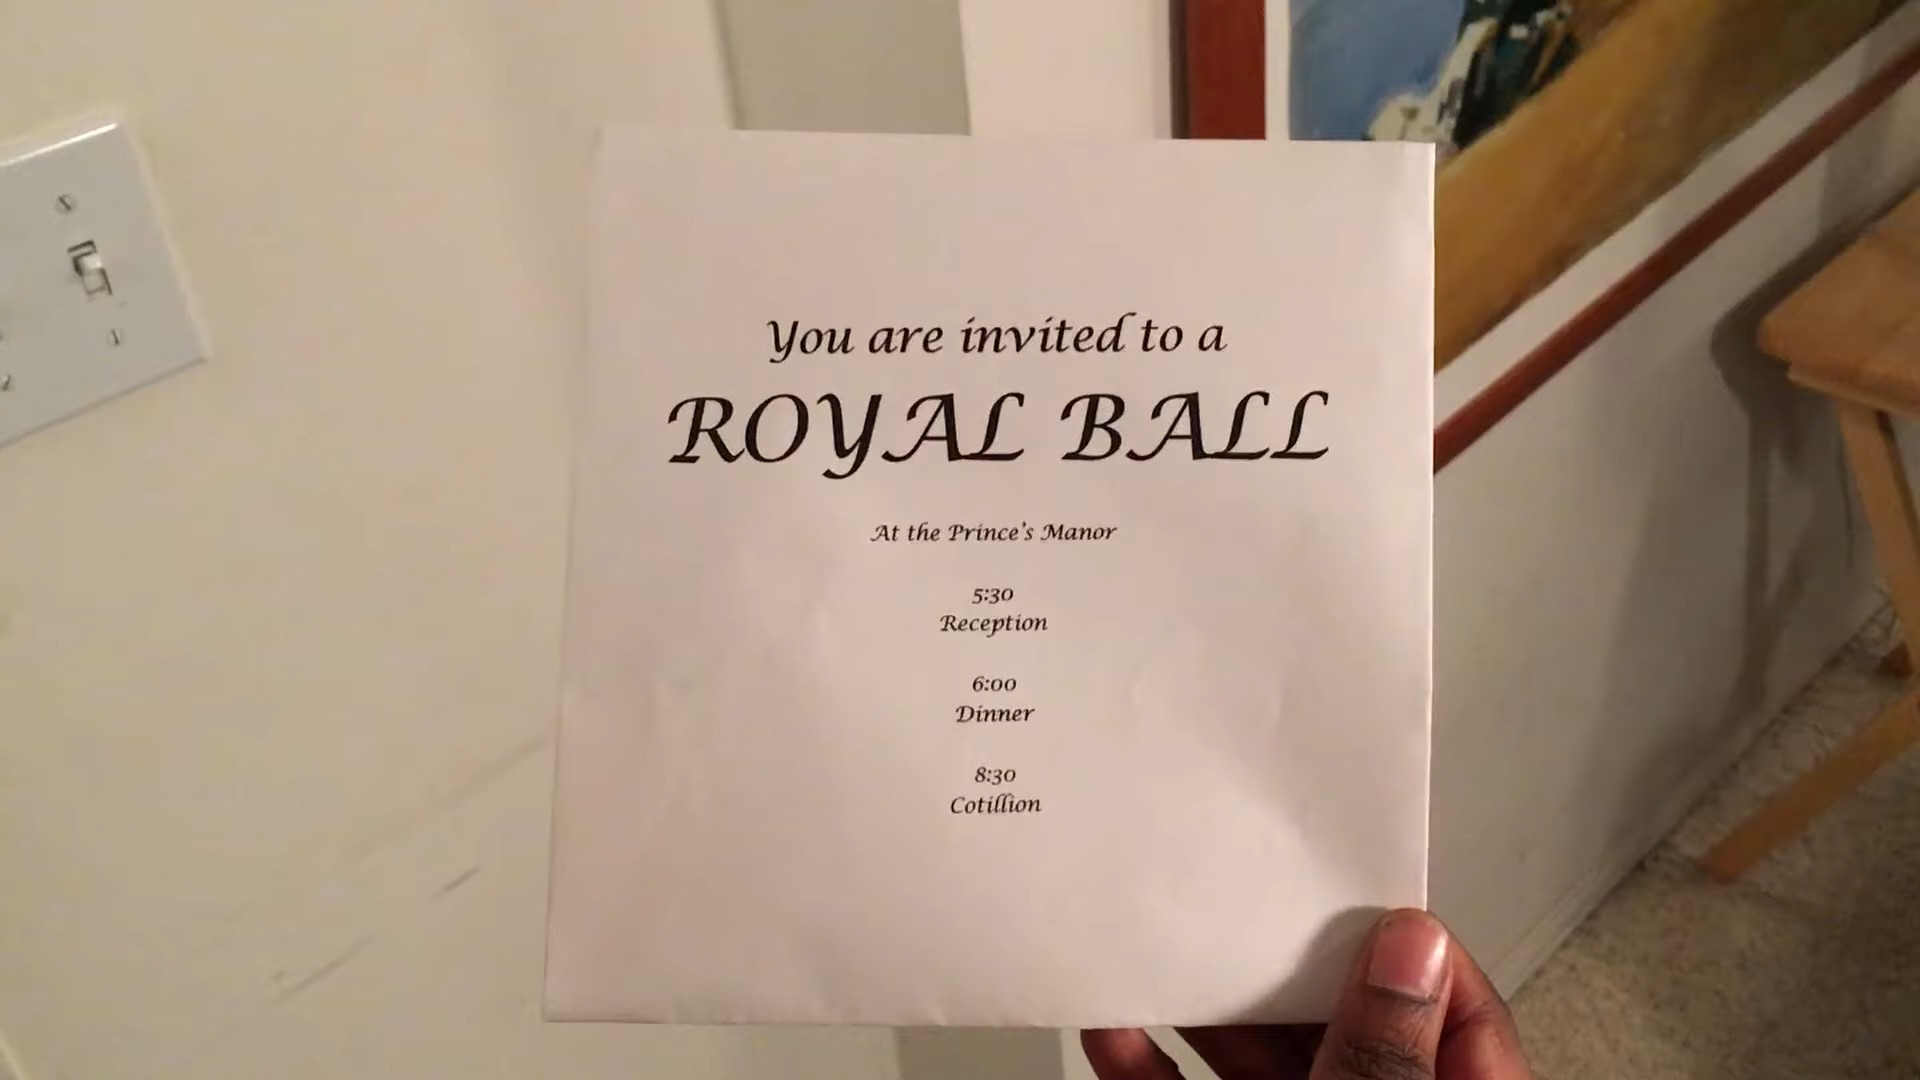 You are invited to a
ROYAL BALL
At the Prince's Manor
5:30
Reception
6:00
Dinner
8:30
Cotillion